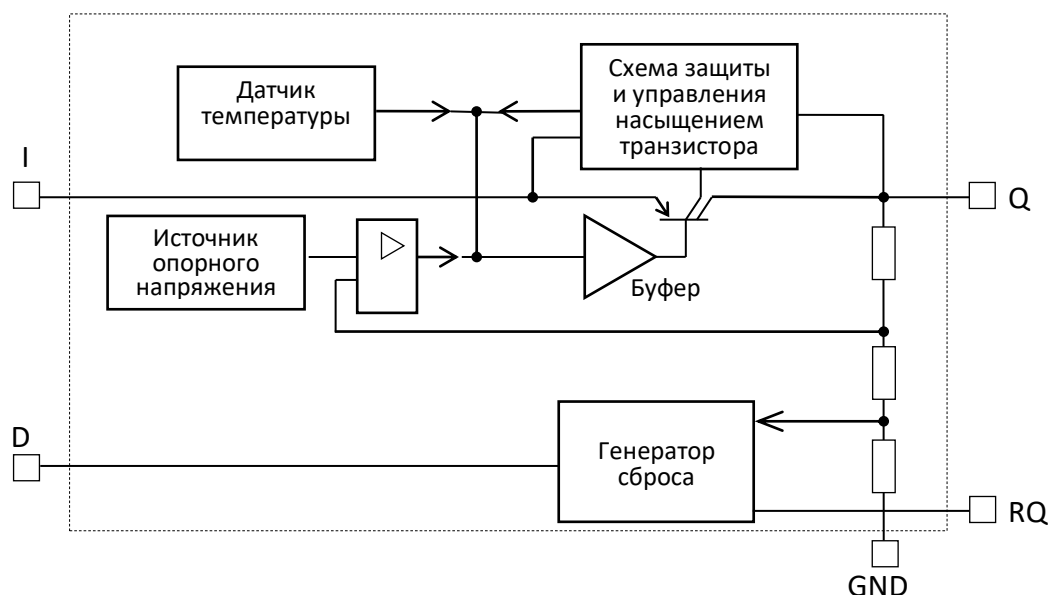 Датчик
температуры
Схема защиты
и управления
насыщением
транзистора
I
Q
Источник
опорного
напряжения
Буфер
D
Генератор
сброса
RQ
GND